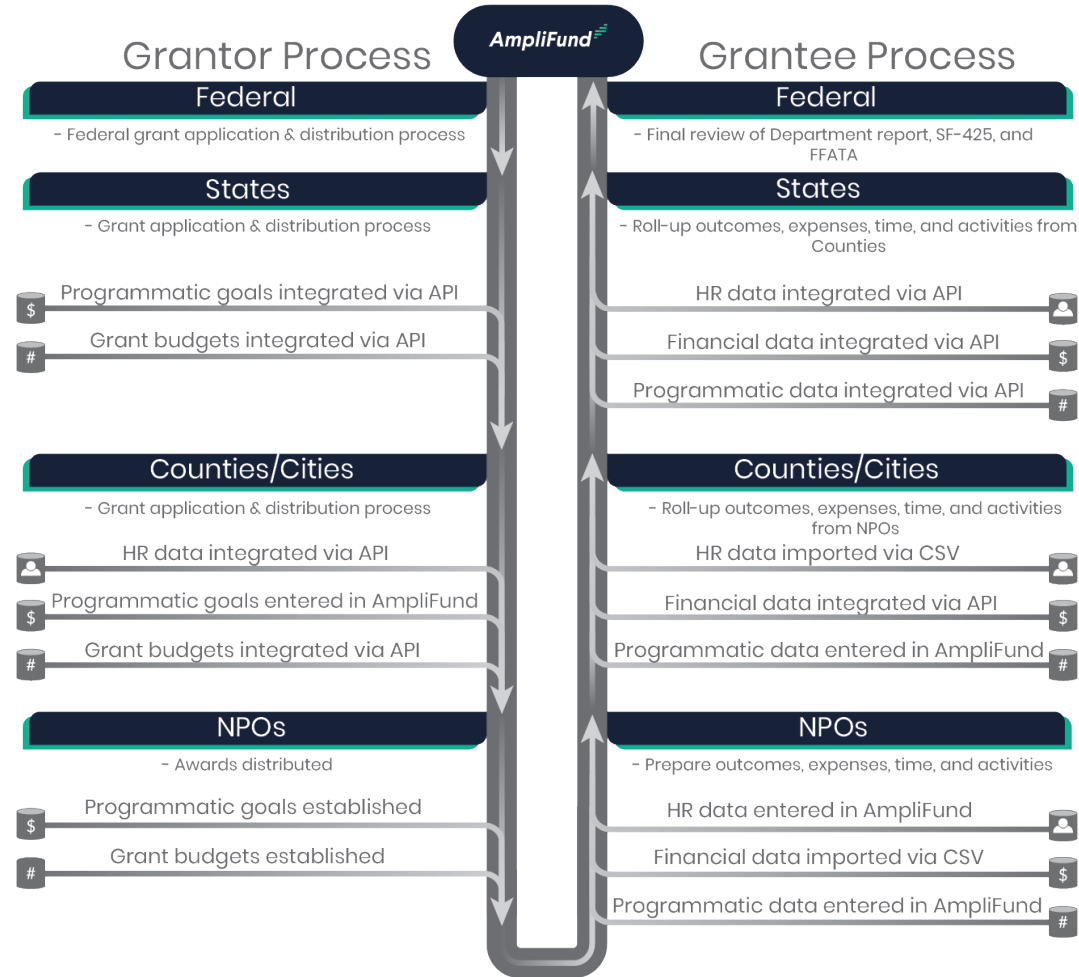 AmpliFund
Grantor Process
Federal
- Federal grant application & distribution process
States
- Grant application & distribution process
Programmatic goals integrated via API
$
Grant budgets integrated via API
#
Counties/Cities
- Grant application & distribution process
HR data integrated via API
Programmatic goals entered in AmpliFund
$
Grant budgets integrated via API
#
NPOs
- Awards distributed
Programmatic goals established
$
Grant budgets established
#
Grantee Process
Federal
- Final review of Department report, SF-425, and
FFATA
States
- Roll-up outcomes, expenses, time, and activities from
Counties
HR data integrated via API
Financial data integrated via API
$
Programmatic data integrated via API
#
Counties/Cities
- Roll-up outcomes, expenses, time, and activities
from NPOs
HR data imported via CSV
Financial data integrated via API
$
Programmatic data entered in AmpliFund
#
NPOs
- Prepare outcomes, expenses, time, and activities
HR data entered in AmpliFund
Financial data imported via CSV
$
Programmatic data entered in AmpliFund
#